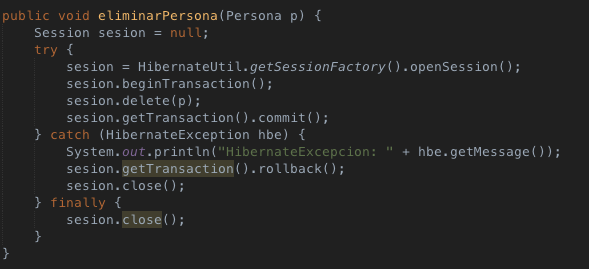 public void eliminarPersona(Persona p) {
    Session sesion = null;
    try {
        sesion = HibernateUtil.getSessionFactory().openSession();
        sesion.beginTransaction();
        sesion.delete(p);
        sesion.getTransaction().commit();
    } catch (HibernateException hbe) {
        System.out.println("HibernateExcepcion: " + hbe.getMessage());
        sesion.getTransaction().rollback();
        sesion.close();
    } finally {
        sesion.close();
    }
}